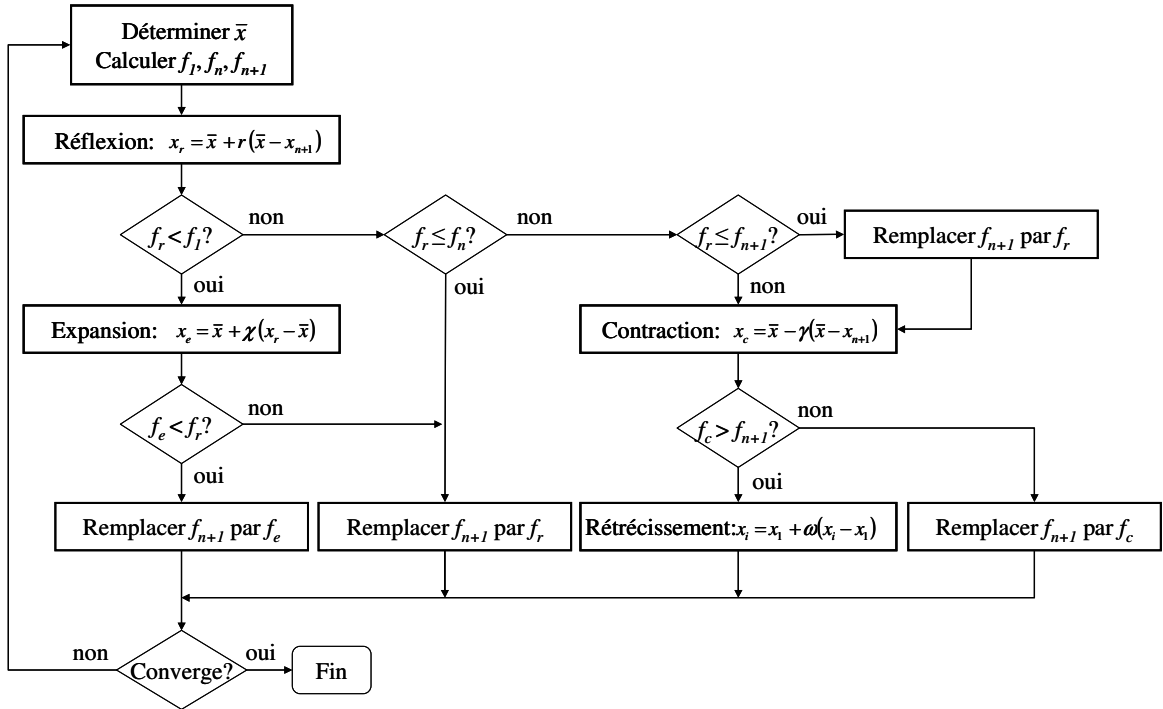 Déterminer x̄
Calculer f₁, fₙ, fₙ₊₁
Réflexion: xᵣ = x̄ + r(x̄ − xₙ₊₁)
fᵣ < f₁?
non
oui
fᵣ ≤ fₙ?
non
oui
fᵣ ≤ fₙ₊₁?
oui
non
Remplacer fₙ₊₁ par fᵣ
Expansion: xₑ = x̄ + χ(xᵣ − x̄)
Contraction: x_c = x̄ − γ(x̄ − xₙ₊₁)
fₑ < fᵣ?
non
oui
f_c > fₙ₊₁?
non
oui
Remplacer fₙ₊₁ par fₑ
Remplacer fₙ₊₁ par fᵣ
Rétrécissement: xᵢ = x₁ + ω(xᵢ − x₁)
Remplacer fₙ₊₁ par f_c
non
Converge?
oui
Fin